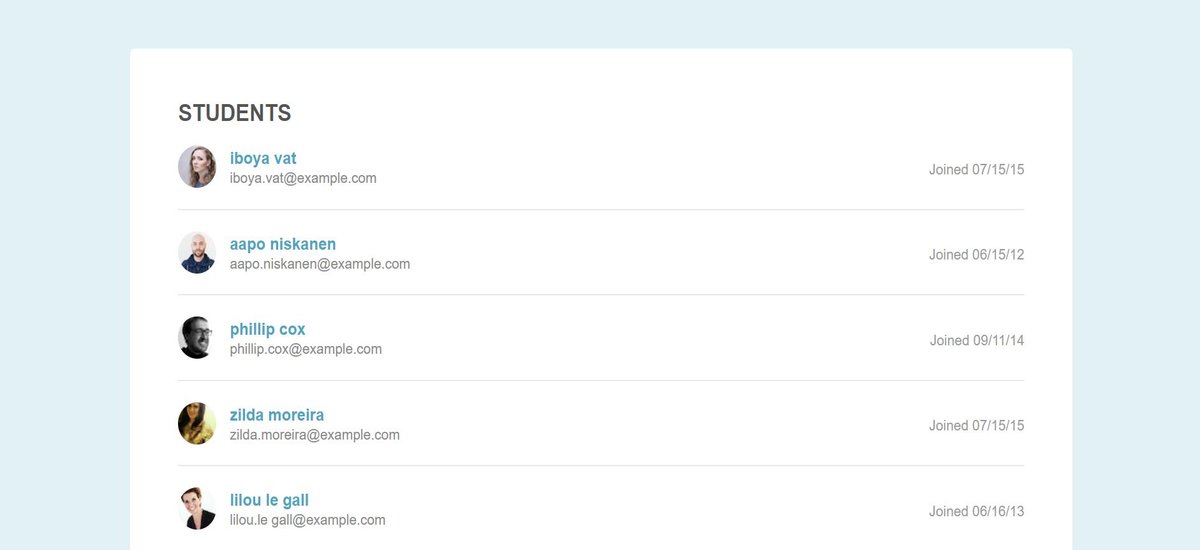 STUDENTS
iboya vat
iboya.vat@example.com
Joined 07/15/15
aapo niskanen
aapo.niskanen@example.com
Joined 06/15/12
phillip cox
phillip.cox@example.com
Joined 09/11/14
zilda moreira
zilda.moreira@example.com
Joined 07/15/15
lilou le gall
lilou.le gall@example.com
Joined 06/16/13